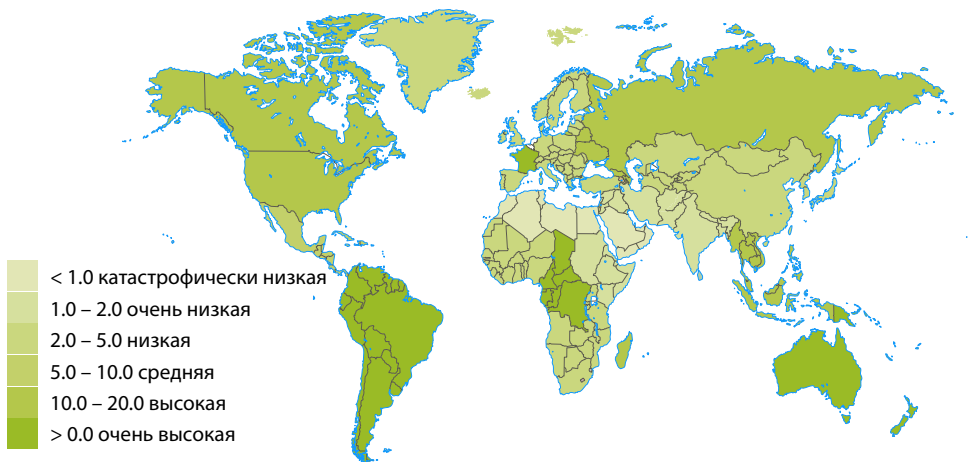 < 1.0 катастрофически низкая
1.0 – 2.0 очень низкая
2.0 – 5.0 низкая
5.0 – 10.0 средняя
10.0 – 20.0 высокая
> 0.0 очень высокая